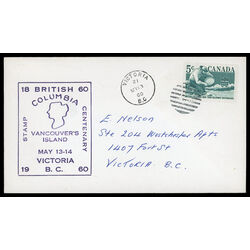 18 BRITISH 60
COLUMBIA
STAMP
CENTENARY
VANCOUVER'S
ISLAND
MAY 13-14
VICTORIA
19 B. C. 60
VICTORIA
60
B.C.
5¢ CANADA
E. Nelson
Ste 204
Apts
1407 Fort St
VICTORIA B.C.